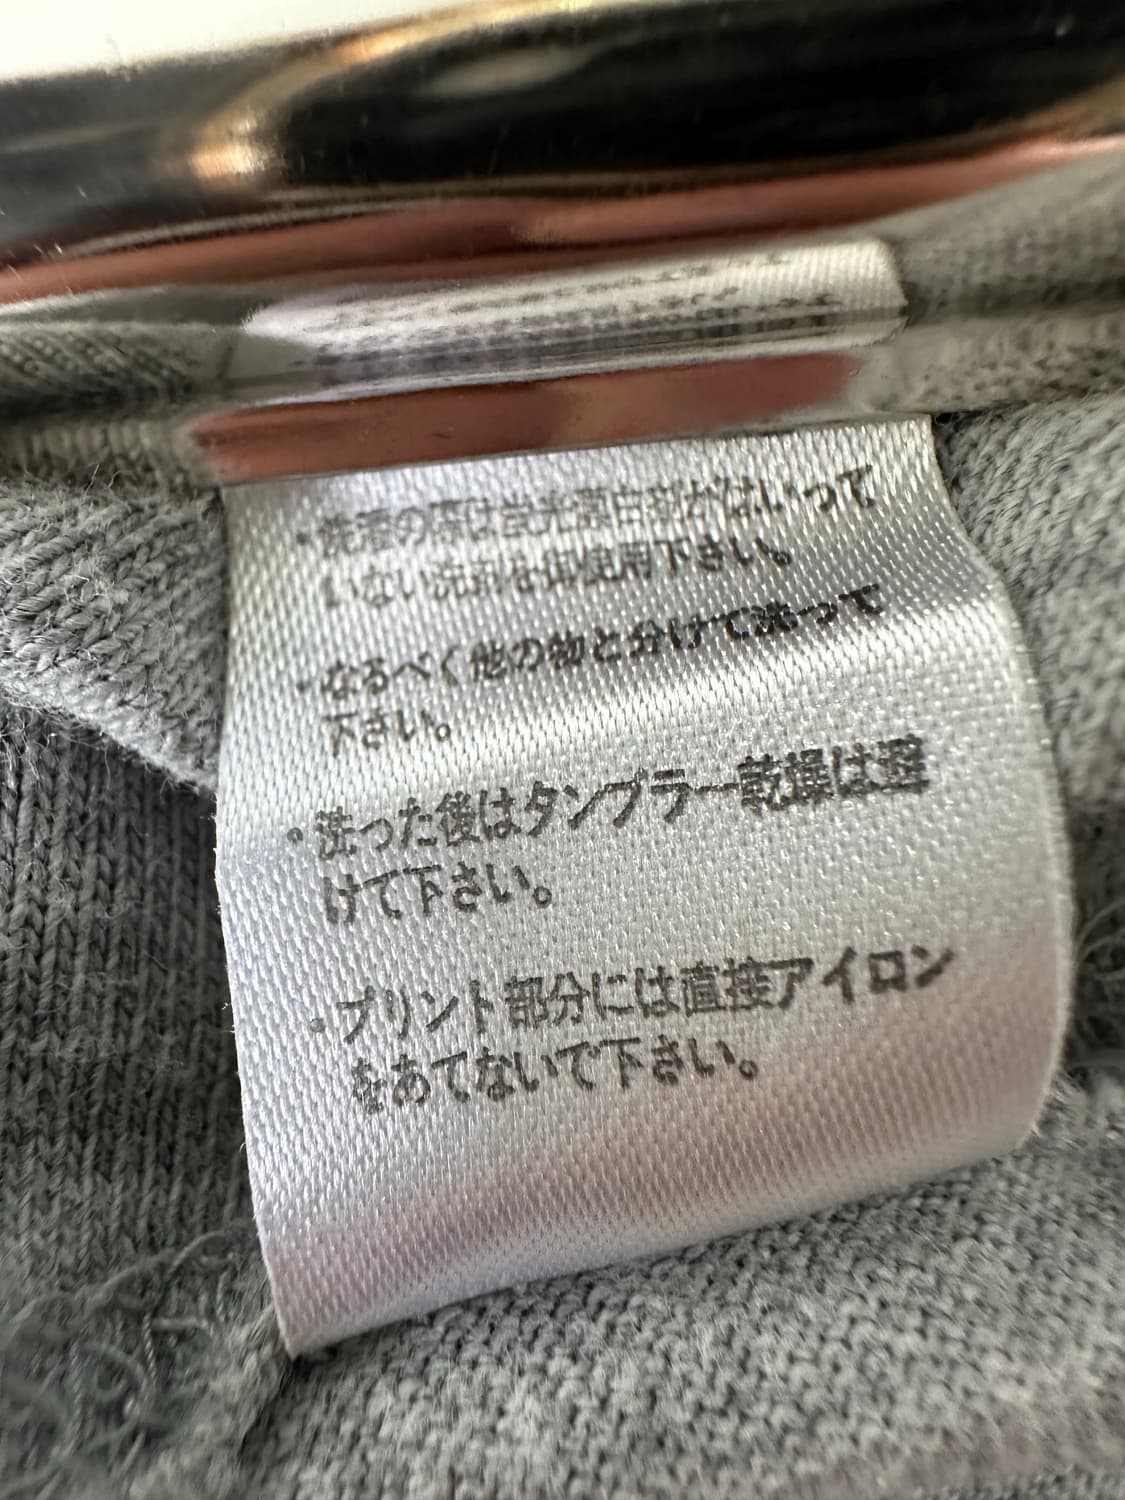 ・洗濯の際は蛍光漂白剤がはいって
いない洗剤を御使用下さい。
・なるべく他の物と分けて洗って
下さい。
・洗った後はタンブラー乾燥は避
けて下さい。
・プリント部分には直接アイロン
をあてないで下さい。